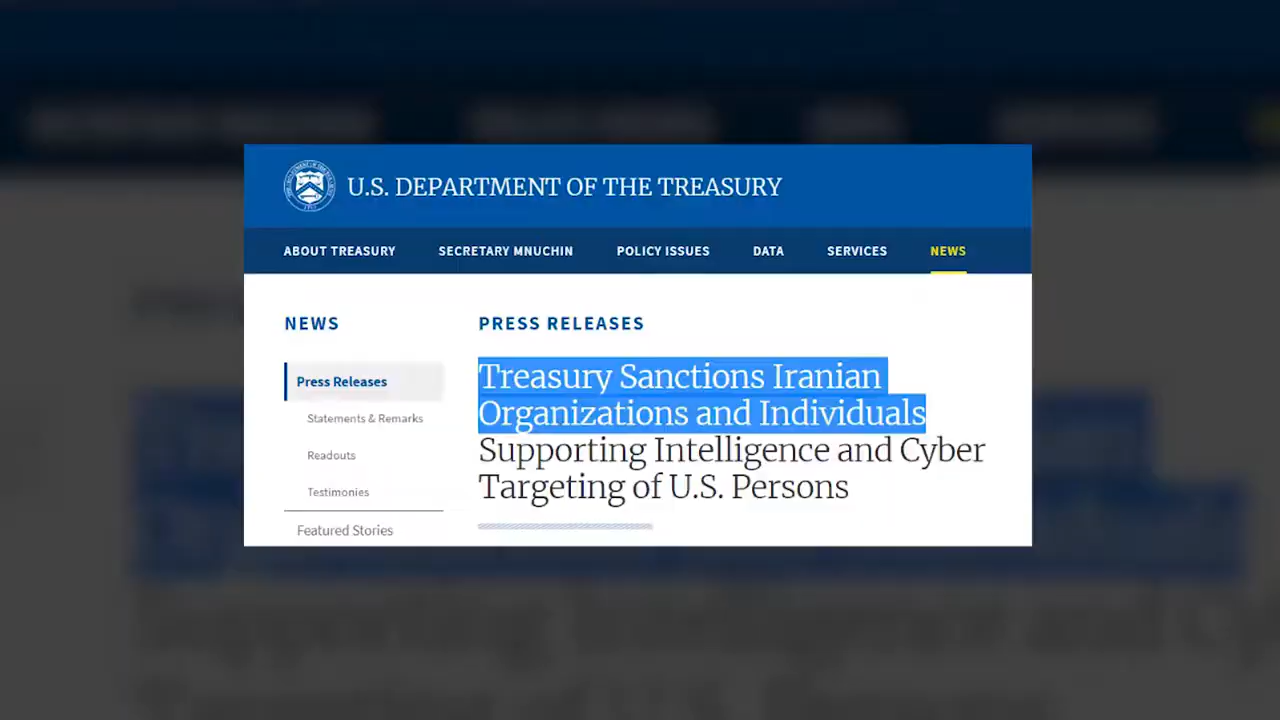 U.S. DEPARTMENT OF THE TREASURY
ABOUT TREASURY SECRETARY MNUCHIN POLICY ISSUES DATA SERVICES NEWS
NEWS
PRESS RELEASES
Press Releases
Statements & Remarks
Readouts
Testimonies
Featured Stories
Treasury Sanctions Iranian
Organizations and Individuals
Supporting Intelligence and Cyber
Targeting of U.S. Persons